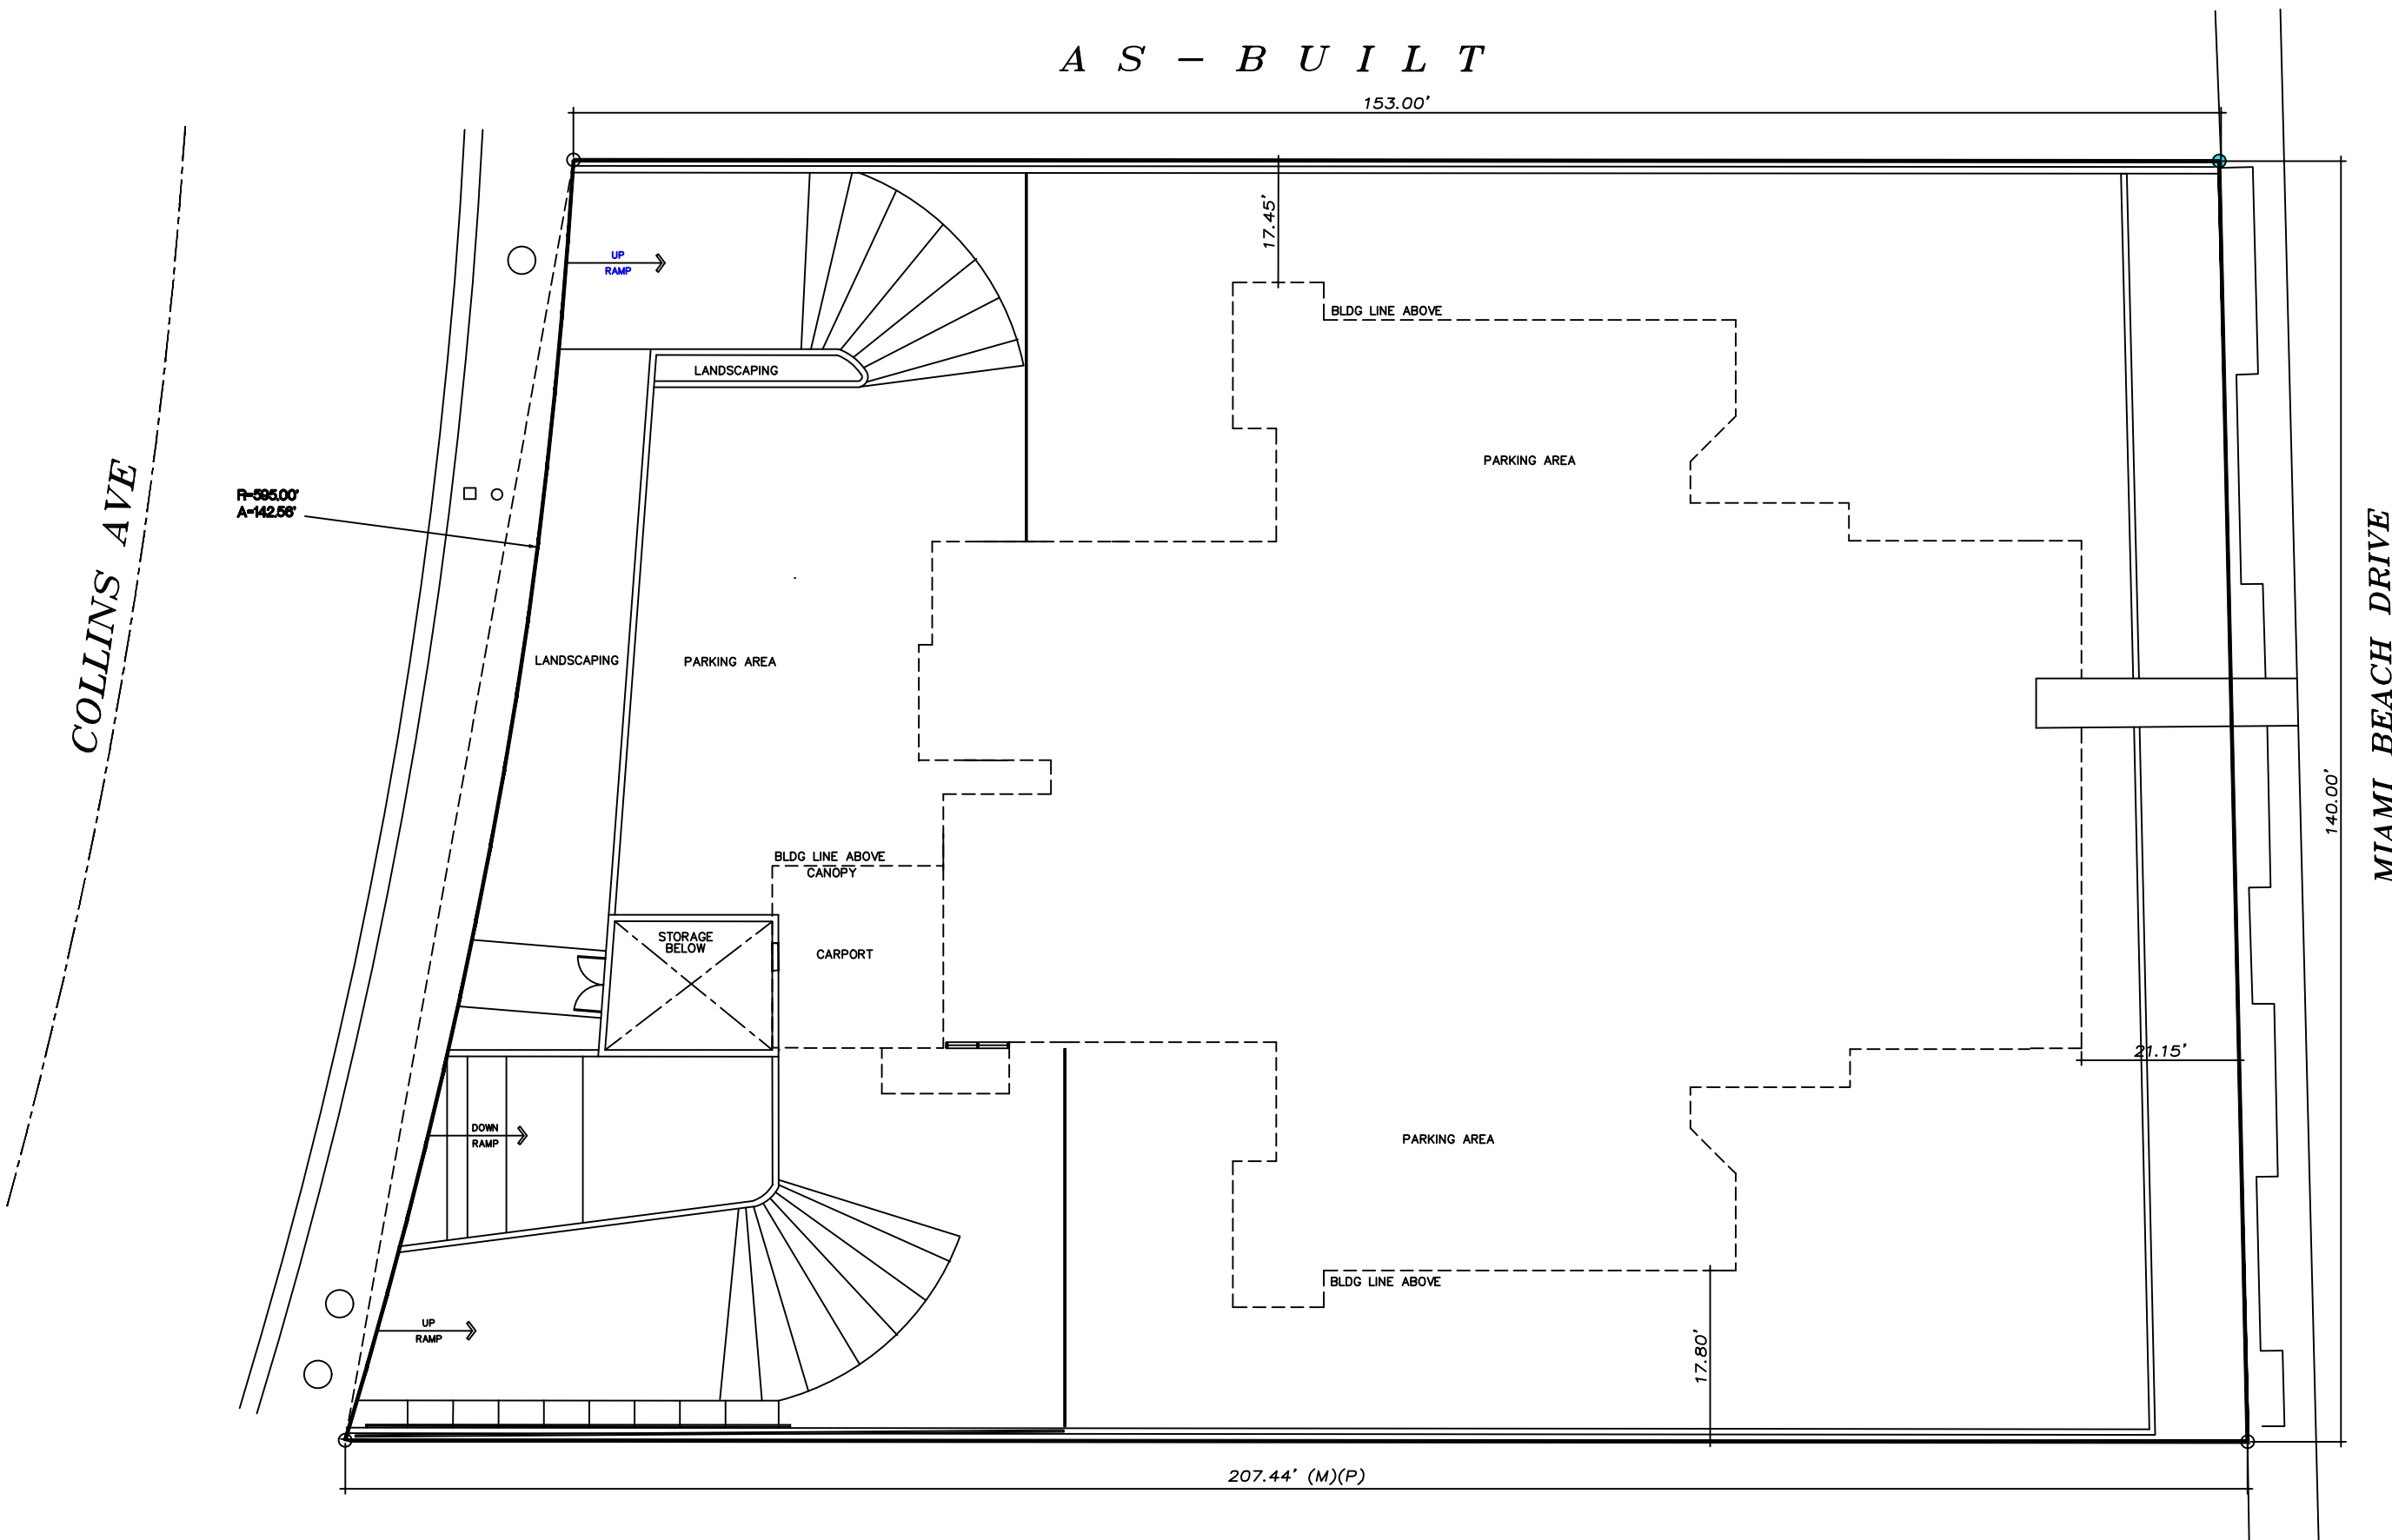 AS-BUILT
153.00'
17.45'
UP
RAMP
BLDG LINE ABOVE
LANDSCAPING
PARKING AREA
R=595.00'
A=142.56'
COLLINS AVE
LANDSCAPING
PARKING AREA
MIAMI BEACH DRIVE
140.00'
BLDG LINE ABOVE
CANOPY
STORAGE
BELOW
CARPORT
21.15'
DOWN
RAMP
PARKING AREA
BLDG LINE ABOVE
UP
RAMP
17.80'
207.44' (M)(P)